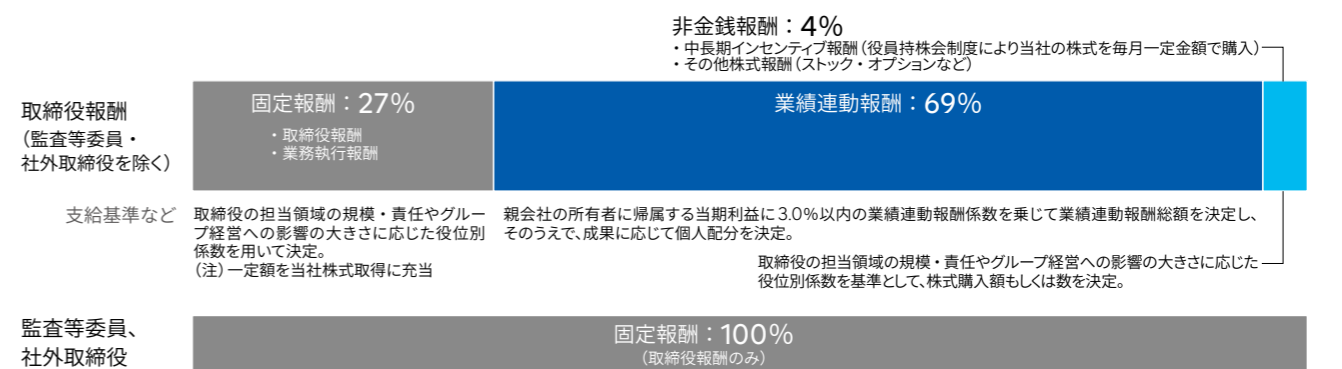 非金銭報酬：4%
・中長期インセンティブ報酬（役員持株会制度により当社の株式を毎月一定金額で購入）
・その他株式報酬（ストック・オプションなど）
取締役報酬
（監査等委員・
社外取締役を除く）
固定報酬：27%
・取締役報酬
・業務執行報酬
業績連動報酬：69%
支給基準など
取締役の担当領域の規模・責任やグルー
プ経営への影響の大きさに応じた役位別
係数を用いて決定。
（注）一定額を当社株式取得に充当
親会社の所有者に帰属する当期利益に3.0%以内の業績連動報酬係数を乗じて業績連動報酬総額を決定し、
そのうえで、成果に応じて個人配分を決定。
取締役の担当領域の規模・責任やグループ経営への影響の大きさに応じた
役位別係数を基準として、株式購入額もしくは数を決定。
監査等委員、
社外取締役
固定報酬：100%
（取締役報酬のみ）